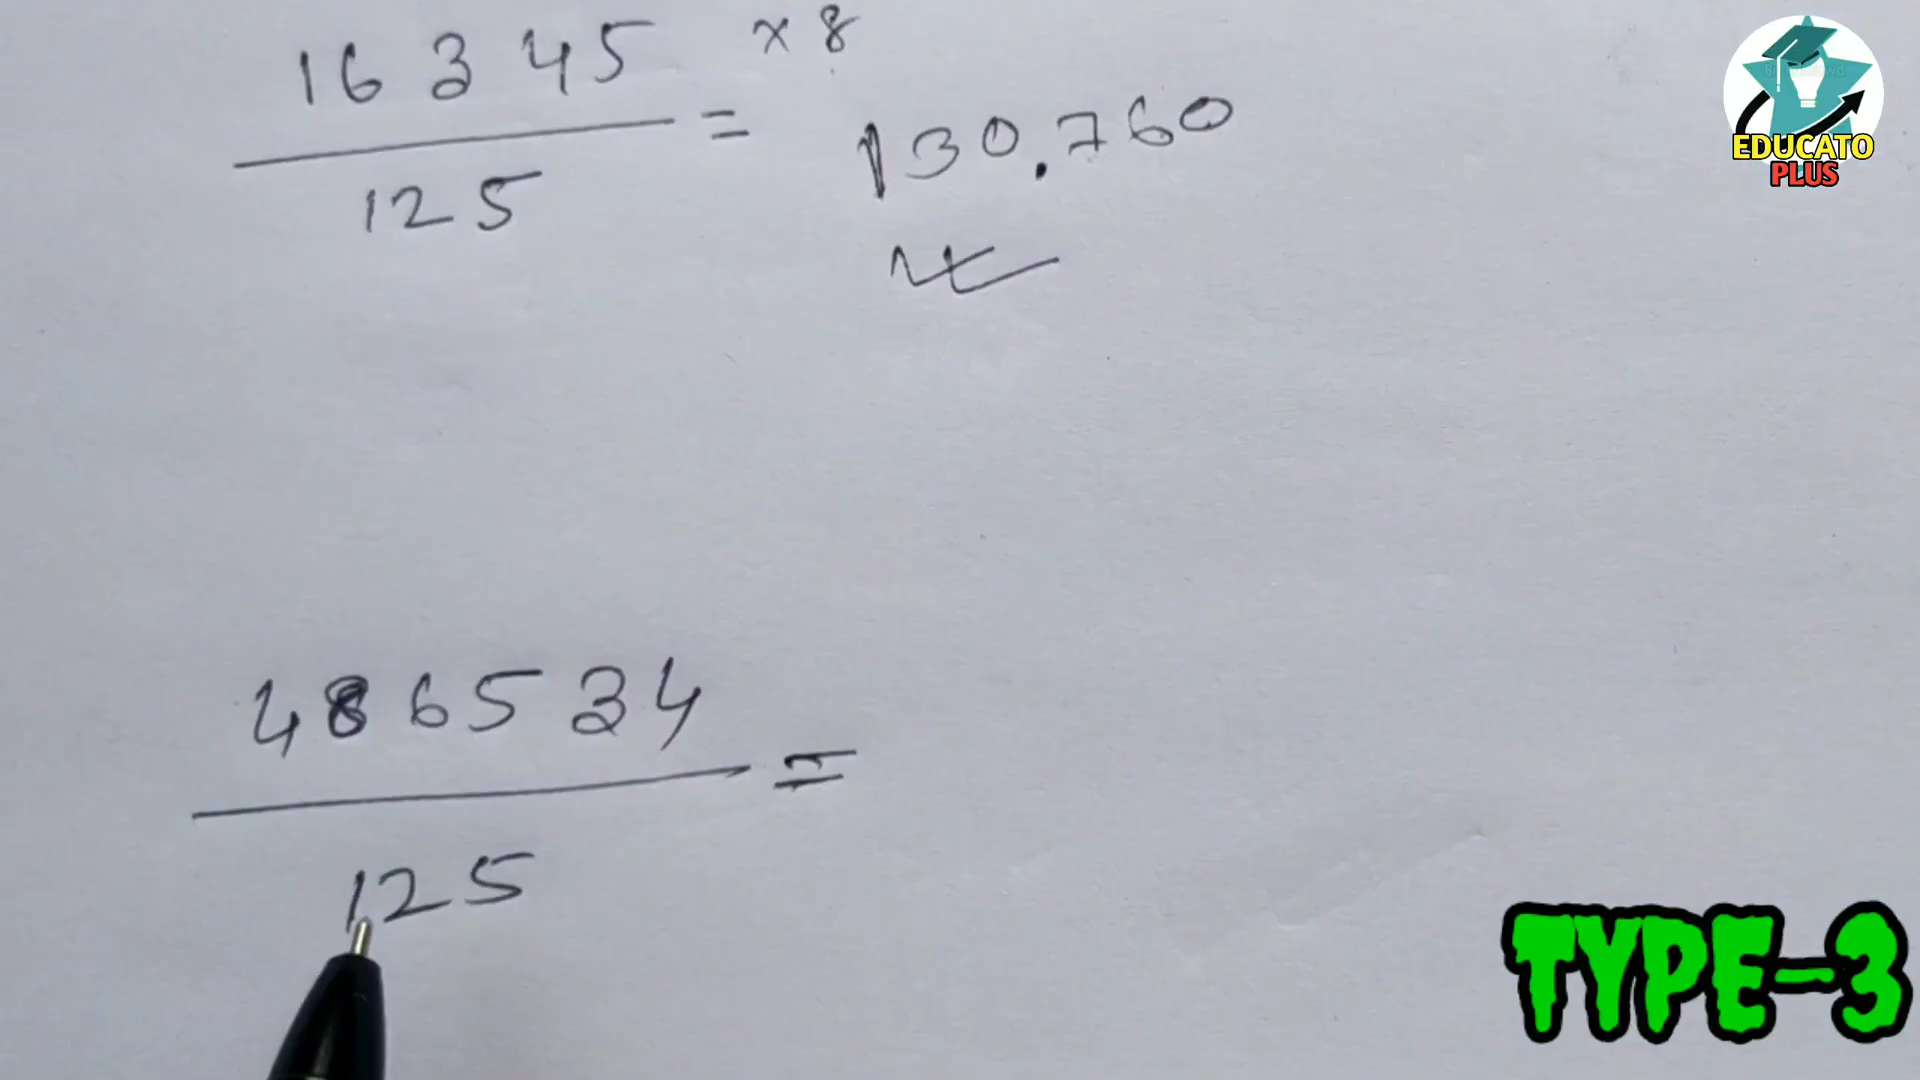 16345 × 8
=
125
130.760
486534
=
125
EDUCATO
PLUS
TYPE-3